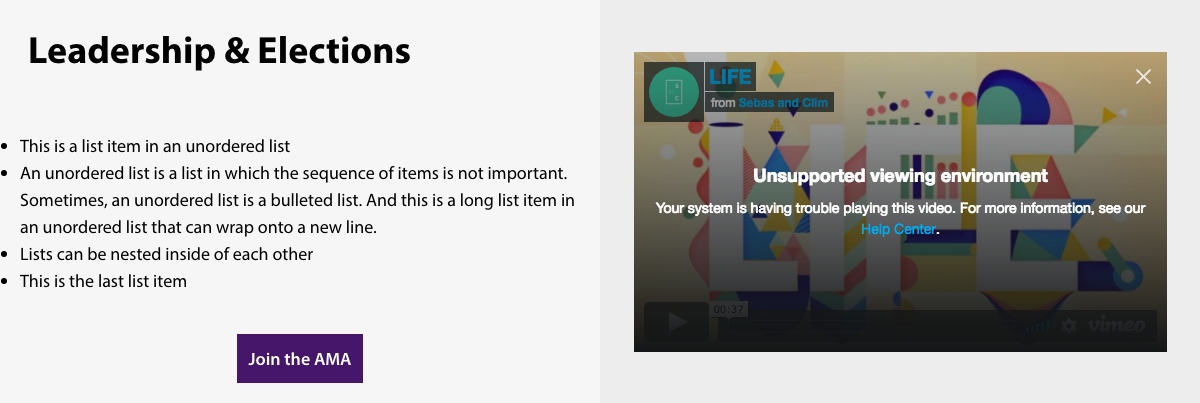 Leadership & Elections
This is a list item in an unordered list
An unordered list is a list in which the sequence of items is not important.
Sometimes, an unordered list is a bulleted list. And this is a long list item in
an unordered list that can wrap onto a new line.
Lists can be nested inside of each other
This is the last list item
Join the AMA
LIFE
from Sebas and Clim
LIFE
Unsupported viewing environment
Your system is having trouble playing this video. For more information, see our
Help Center.
00:37
vimeo